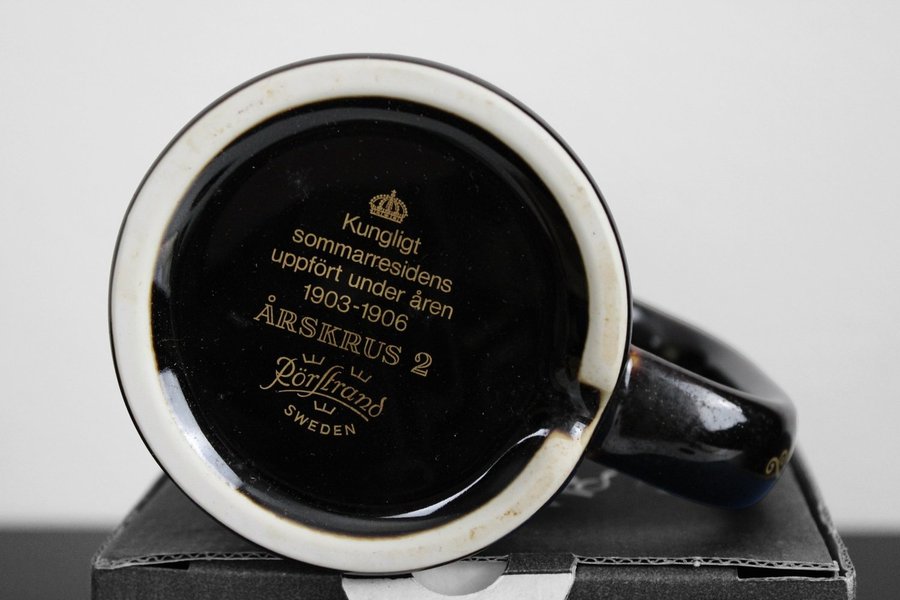 Kungligt
sommarresidens
uppfört under åren
1903-1906
ÅRSKRUS 2
Rörstrand
SWEDEN